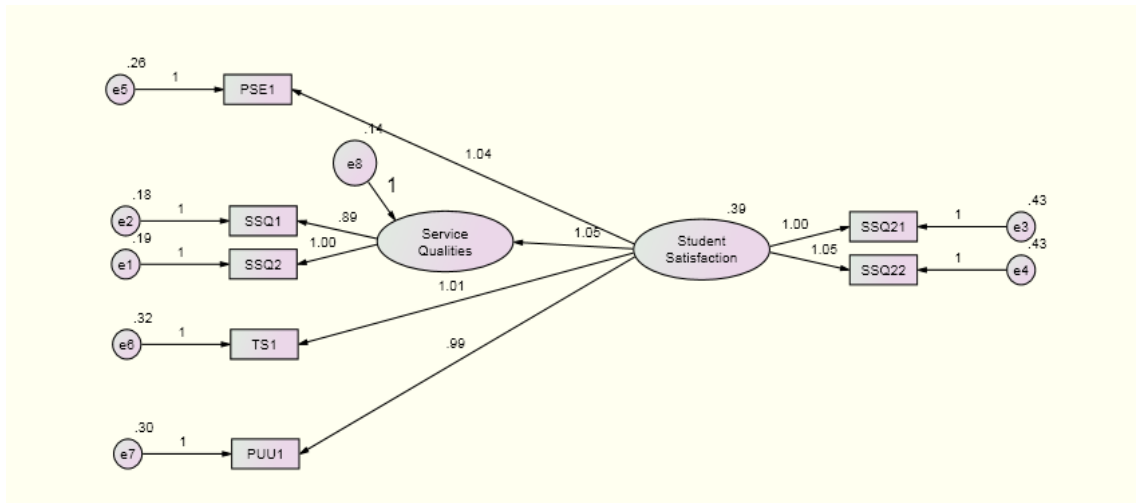 .26
e5
1
PSE1
.14
e8
1
1.04
.18
e2
1
SSQ1
.89
.19
e1
1
SSQ2
1.00
Service
Qualities
1.05
.39
Student
Satisfaction
1.00
SSQ21
1
.43
e3
1.05
SSQ22
1
.43
e4
1.01
.32
e6
1
TS1
.99
.30
e7
1
PUU1